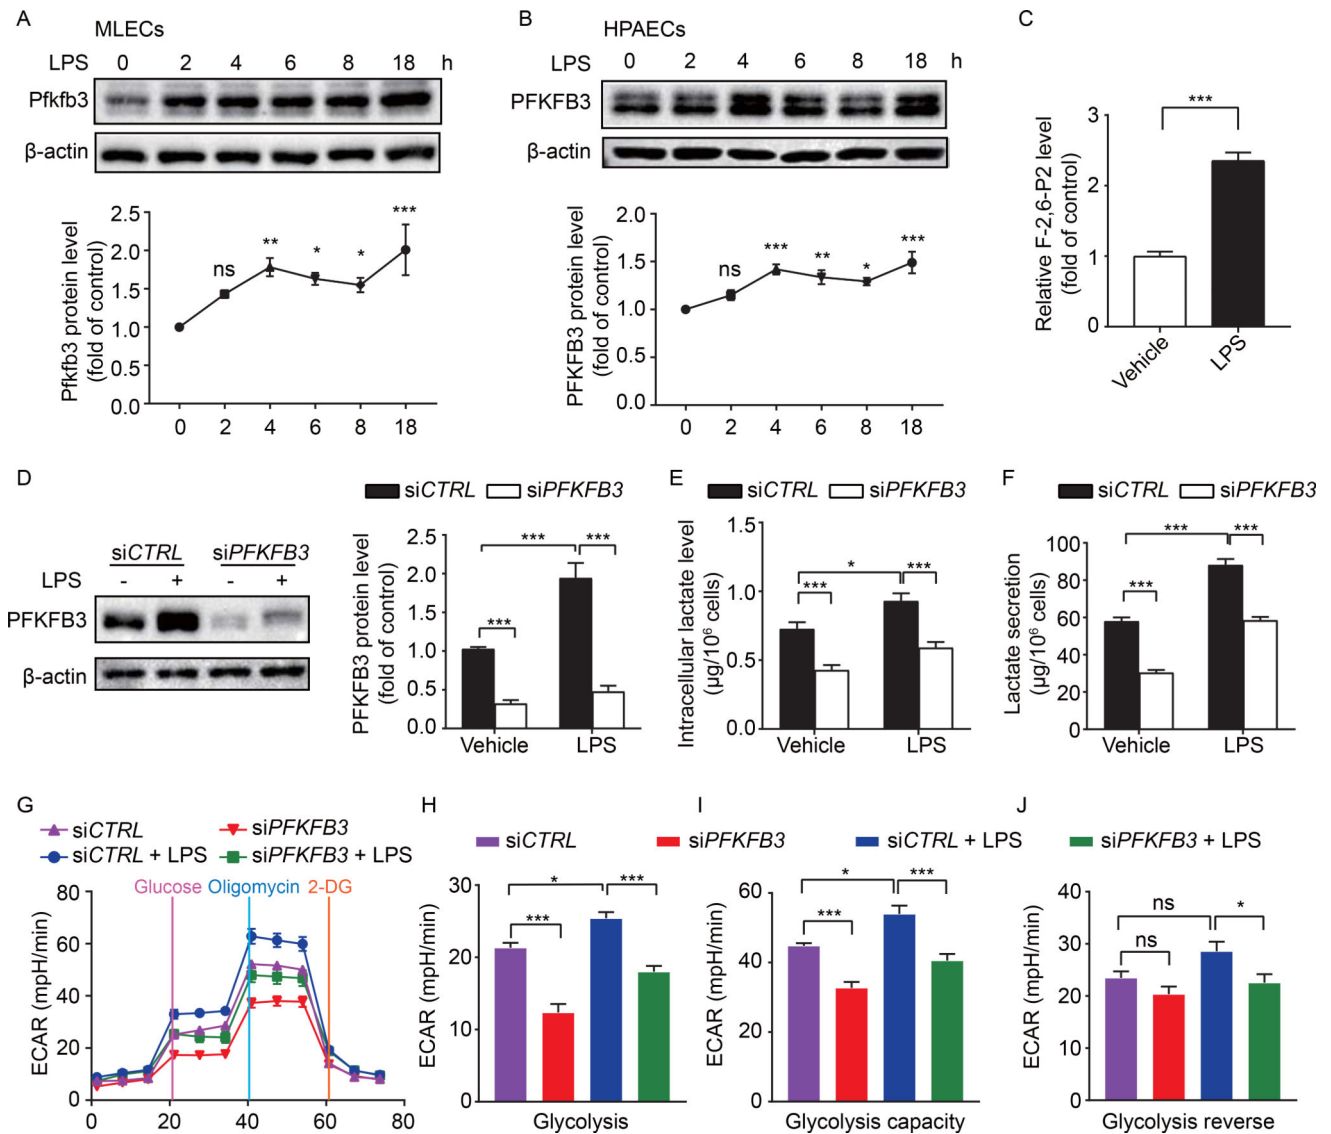 A
MLECs
LPS 0 2 4 6 8 18 h
Pfkfb3
β-actin
Pfkfb3 protein level
(fold of control)
2.5
2.0
1.5
1.0
0.0
ns ** * * ***
0 2 4 6 8 18
B
HPAECs
LPS 0 2 4 6 8 18 h
PFKFB3
β-actin
PFKFB3 protein level
(fold of control)
2.0
1.5
1.0
0.5
0.0
ns *** ** * ***
0 2 4 6 8 18
C
Relative F-2,6-P2 level
(fold of control)
3
2
1
0
***
Vehicle
LPS
D
siCTRL siPFKFB3
LPS - + - +
PFKFB3
β-actin
siCTRL siPFKFB3
PFKFB3 protein level
(fold of control)
2.5
2.0
1.5
1.0
0.5
0.0
*** ***
***
Vehicle LPS
E
siCTRL siPFKFB3
Intracellular lactate level
(µg/10⁶ cells)
1.5
1.0
0.5
0.0
* ***
***
Vehicle LPS
F
siCTRL siPFKFB3
Lactate secretion
(µg/10⁶ cells)
100
80
60
40
20
0
*** ***
***
Vehicle LPS
G
siCTRL siPFKFB3
siCTRL + LPS siPFKFB3 + LPS
Glucose Oligomycin 2-DG
ECAR (mpH/min)
80
60
40
20
0
0 20 40 60 80
H I J
siCTRL siPFKFB3 siCTRL + LPS siPFKFB3 + LPS
ECAR (mpH/min)
30
20
10
0
* ***
***
Glycolysis
ECAR (mpH/min)
60
40
20
0
* ***
***
Glycolysis capacity
ECAR (mpH/min)
40
30
20
10
0
ns *
ns
Glycolysis reverse